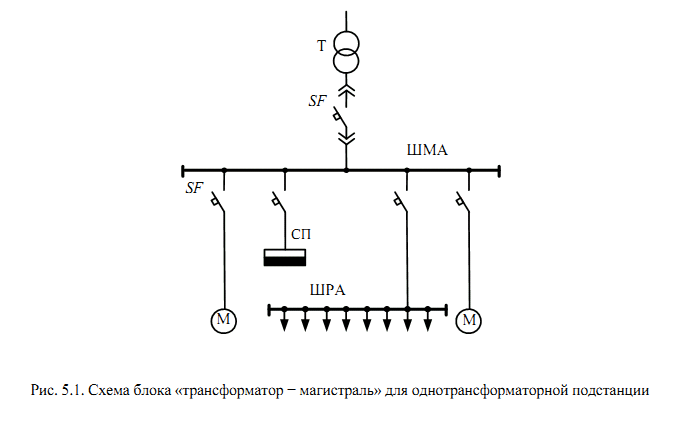 Т
SF
ШМА
SF
СП
ШРА
М
М
Рис. 5.1. Схема блока «трансформатор − магистраль» для однотрансформаторной подстанции